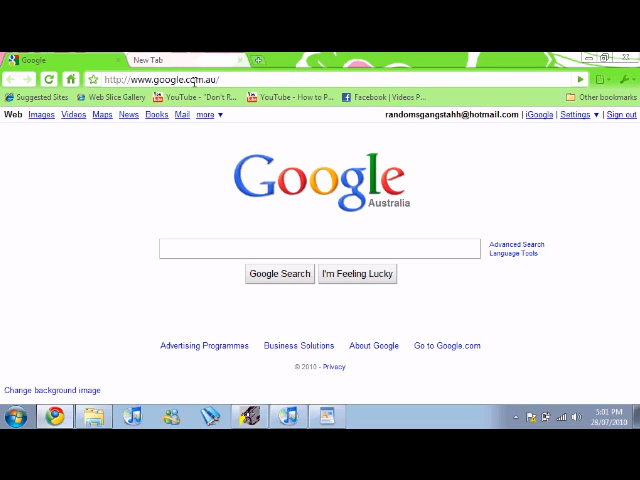 Google
New Tab
http://www.google.com.au/
Suggested Sites Web Slice Gallery YouTube - "Don't R... YouTube - How to P... Facebook | Videos P... Other bookmarks
Web Images Videos Maps News Books Mail more ▼ randomsgangstahh@hotmail.com | iGoogle | Settings ▼ | Sign out
Google
Australia
Advanced Search
Language Tools
Google Search I'm Feeling Lucky
Advertising Programmes Business Solutions About Google Go to Google.com
© 2010 - Privacy
Change background image
5:01 PM
28/07/2010